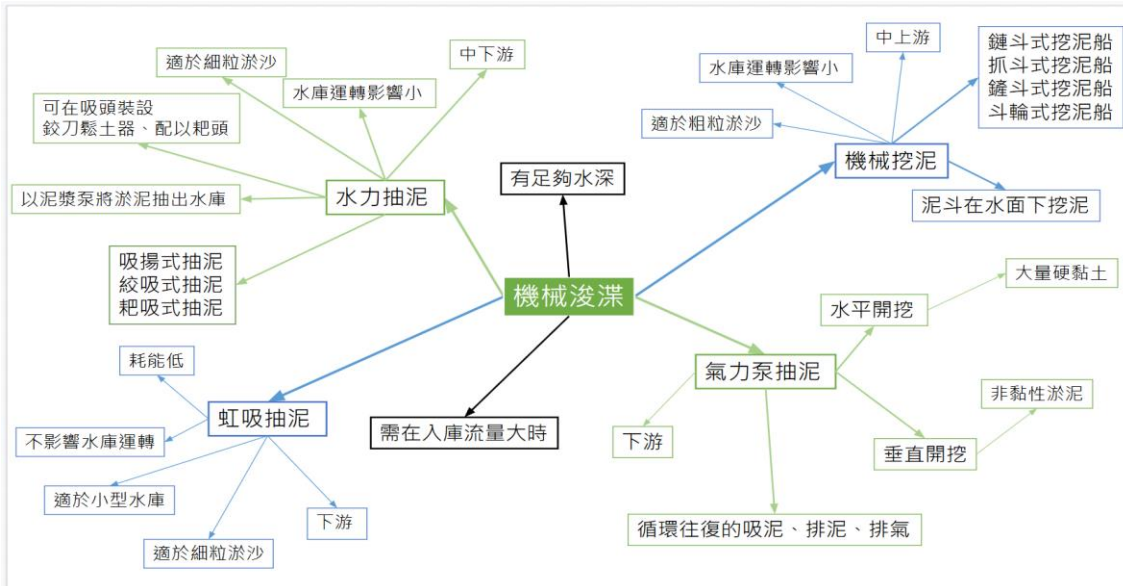 機械浚渫
有足夠水深
需在入庫流量大時
水力抽泥
中下游
水庫運轉影響小
適於細粒淤沙
可在吸頭裝設
鉸刀鬆土器、配以耙頭
以泥漿泵將淤泥抽出水庫
吸揚式抽泥
絞吸式抽泥
耙吸式抽泥
機械挖泥
適於粗粒淤沙
水庫運轉影響小
中上游
鏈斗式挖泥船
抓斗式挖泥船
鏟斗式挖泥船
斗輪式挖泥船
泥斗在水面下挖泥
虹吸抽泥
耗能低
不影響水庫運轉
適於小型水庫
適於細粒淤沙
下游
氣力泵抽泥
水平開挖
大量硬黏土
垂直開挖
非黏性淤泥
下游
循環往復的吸泥、排泥、排氣